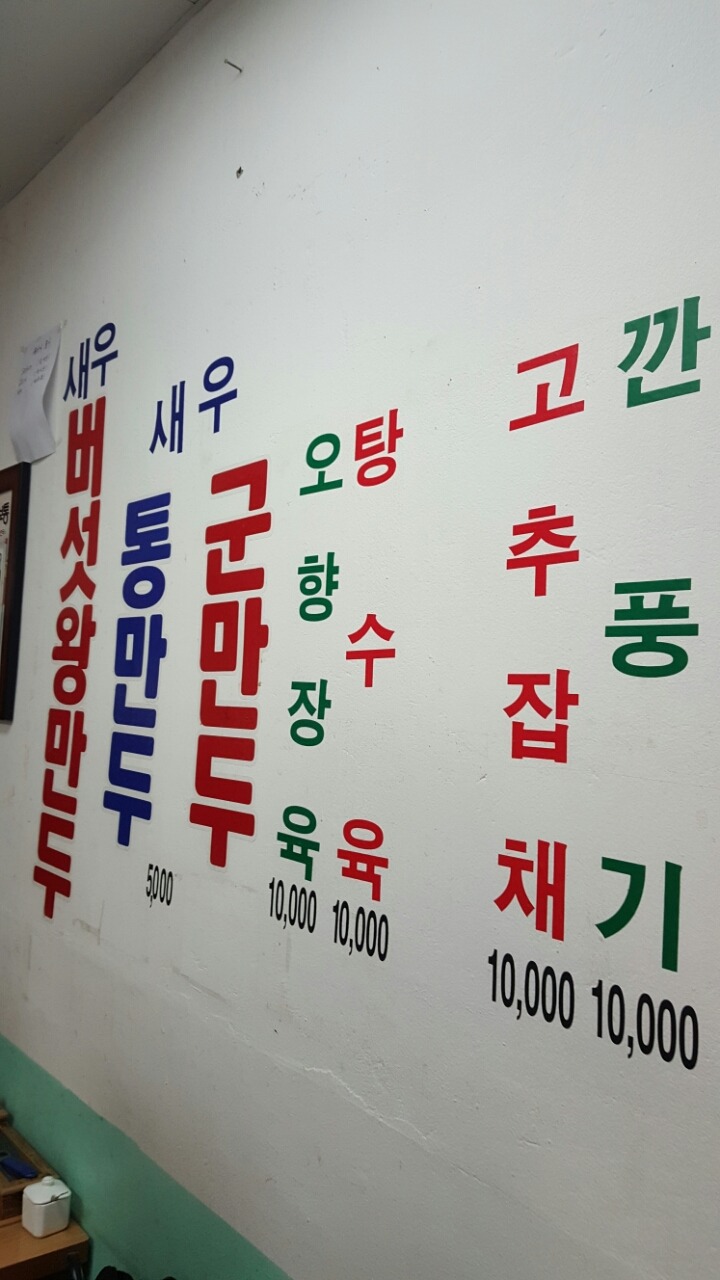 새우
버섯왕만두
새우
통만두
군만두
5,000
오향장육
10,000
탕수육
10,000
고추잡채
10,000
깐풍기
10,000